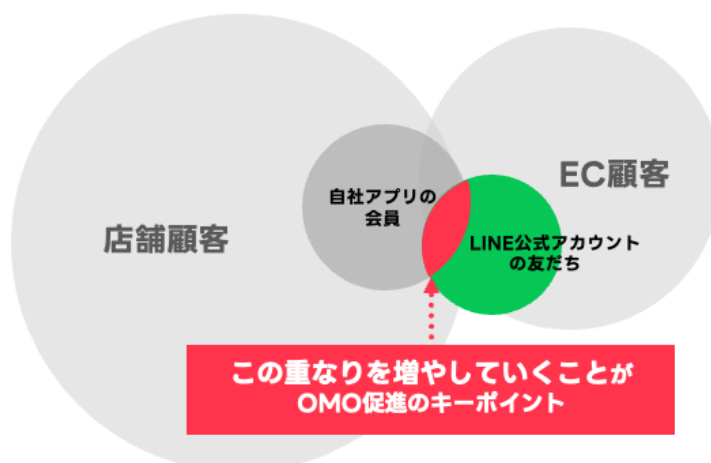 店舗顧客
自社アプリの
会員
EC顧客
LINE公式アカウント
の友だち
この重なりを増やしていくことが
OMO促進のキーポイント